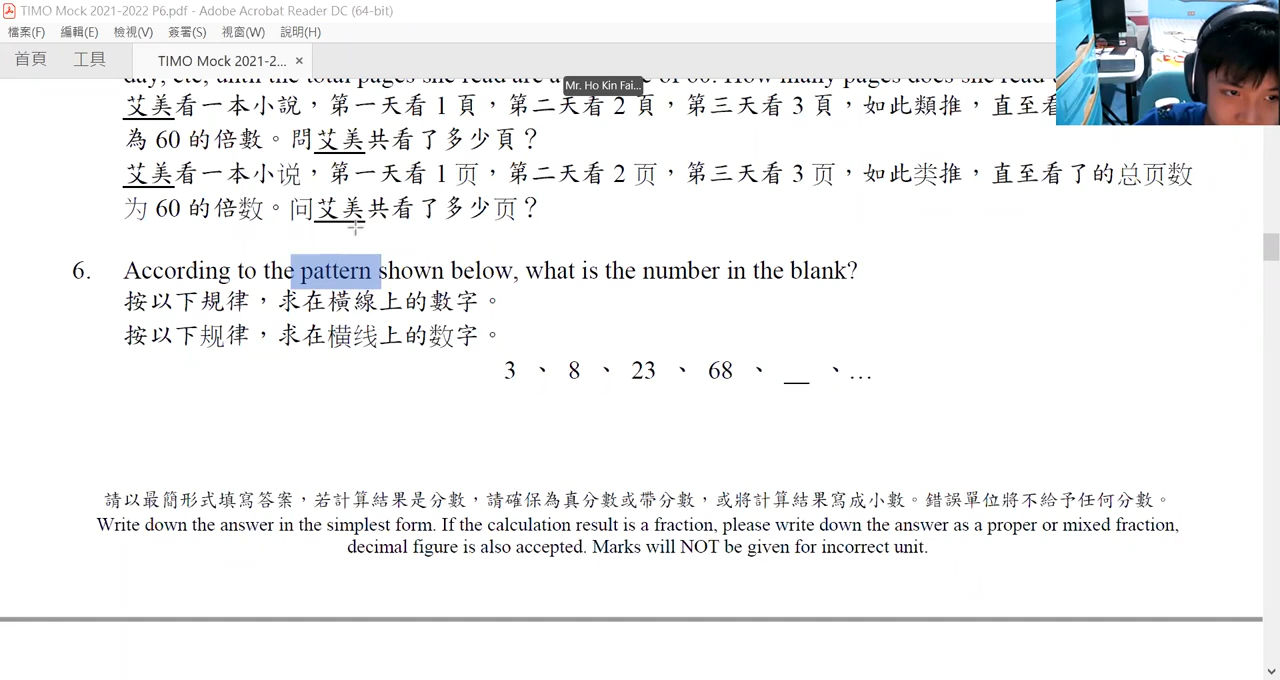 TIMO Mock 2021-2022 P6.pdf - Adobe Acrobat Reader DC (64-bit)
檔案(F) 編輯(E) 檢視(V) 簽署(S) 視窗(W) 說明(H)
首頁 工具 TIMO Mock 2021-2... ×
Mr. Ho Kin Fai...
艾美看一本小說，第一天看 1 頁，第二天看 2 頁，第三天看 3 頁，如此類推，直至看
為 60 的倍數。問艾美共看了多少頁？
艾美看一本小说，第一天看 1 页，第二天看 2 页，第三天看 3 页，如此类推，直至看了的总页数
为 60 的倍数。问艾美共看了多少页？
6. According to the pattern shown below, what is the number in the blank?
按以下規律，求在橫線上的數字。
按以下规律，求在横线上的数字。
3 、 8 、 23 、 68 、 __ 、…
請以最簡形式填寫答案，若計算結果是分數，請確保為真分數或帶分數，或將計算結果寫成小數。錯誤單位將不給予任何分數。
Write down the answer in the simplest form. If the calculation result is a fraction, please write down the answer as a proper or mixed fraction,
decimal figure is also accepted. Marks will NOT be given for incorrect unit.